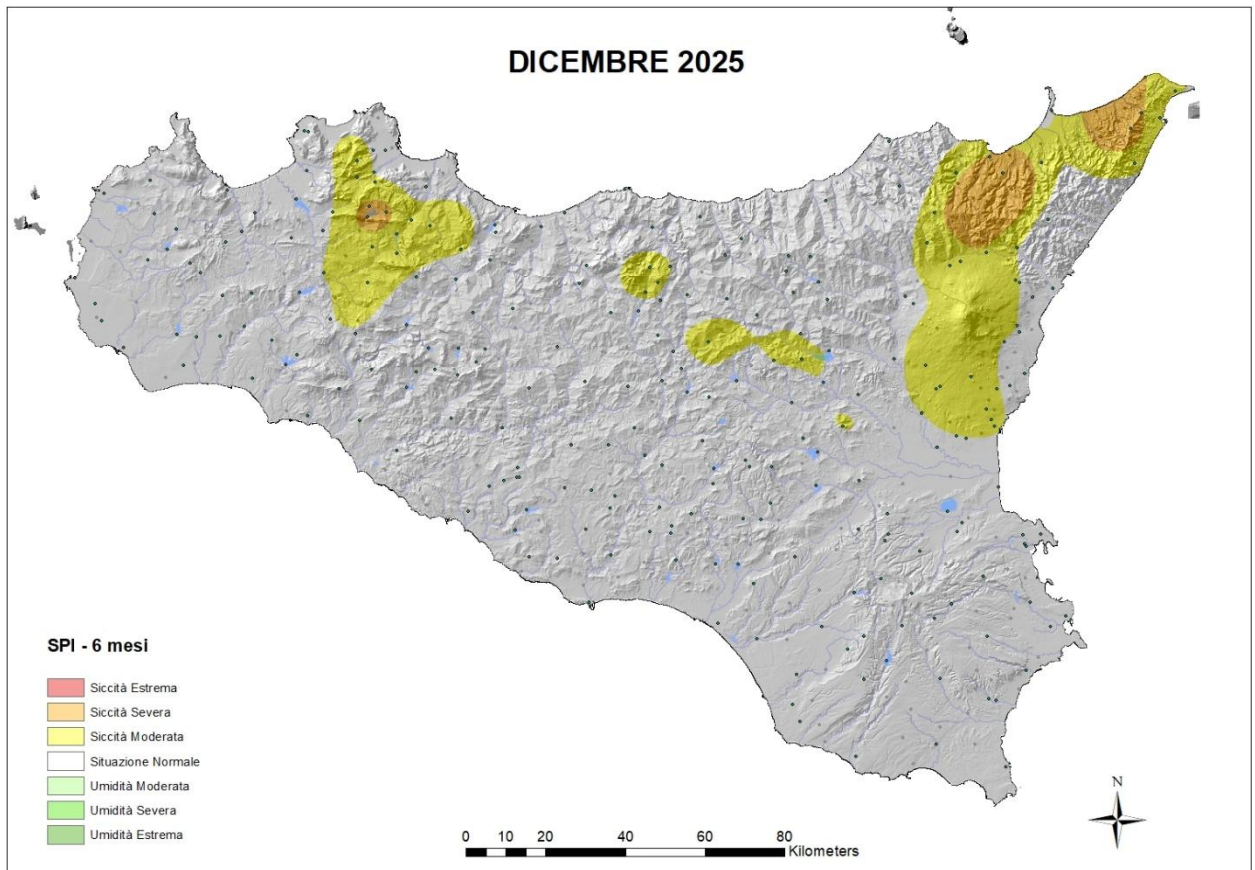 DICEMBRE 2025
SPI - 6 mesi
Siccità Estrema
Siccità Severa
Siccità Moderata
Situazione Normale
Umidità Moderata
Umidità Severa
Umidità Estrema
N
0 10 20 40 60 80
Kilometers